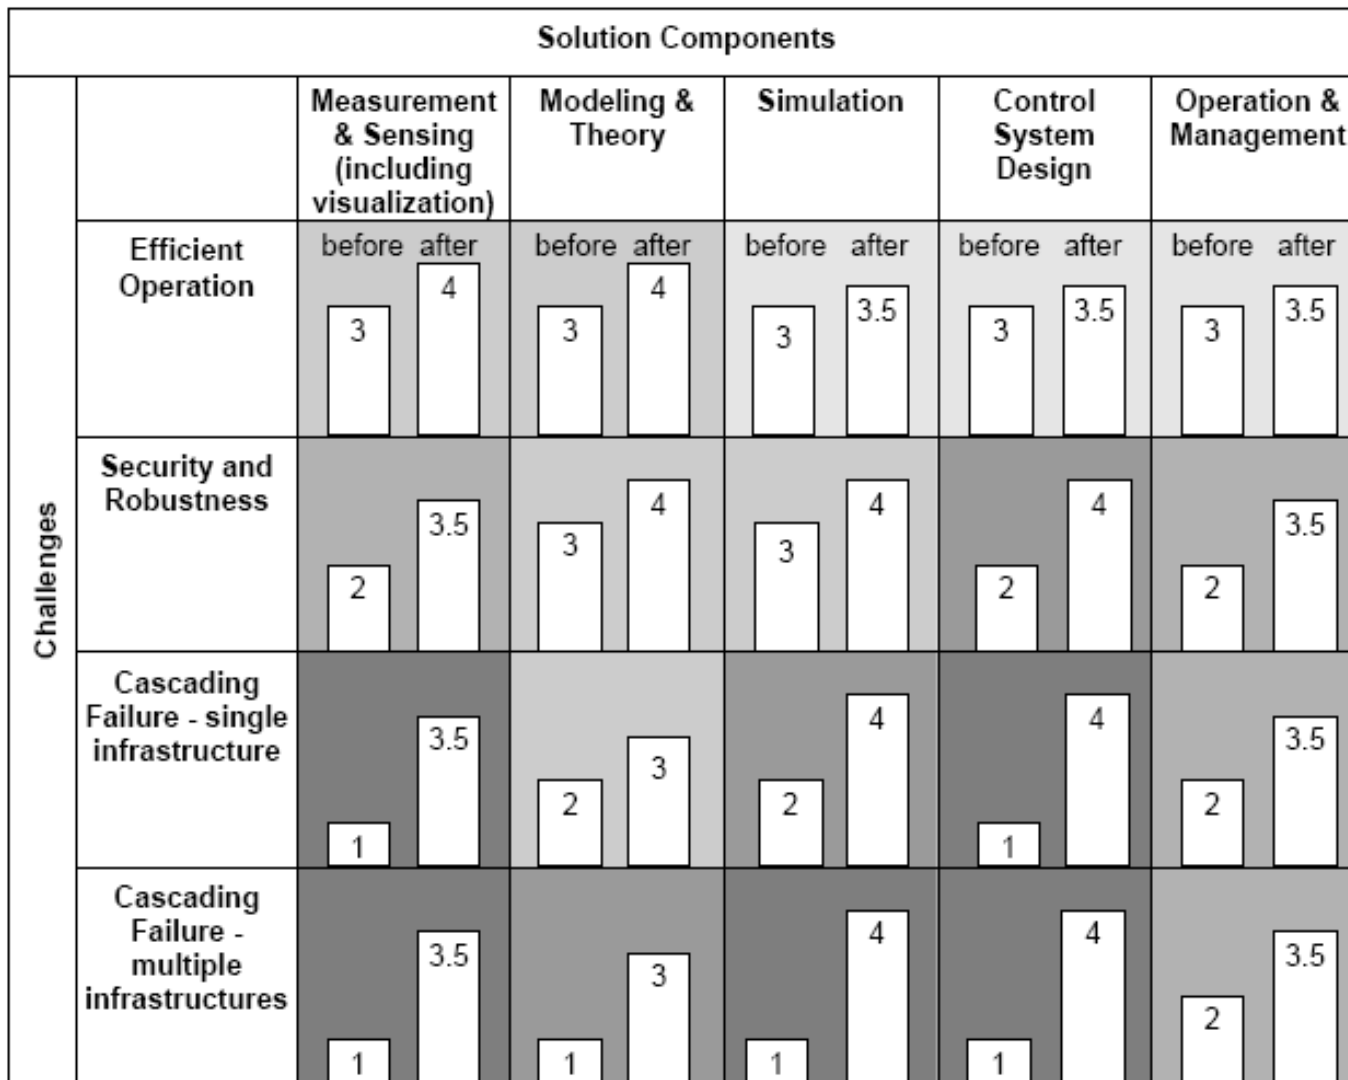 Solution Components
Measurement
& Sensing
(including
visualization)
Modeling &
Theory
Simulation
Control
System
Design
Operation &
Management
Challenges
Efficient
Operation
before after
before after
before after
before after
before after
3 4
3 4
3 3.5
3 3.5
3 3.5
Security and
Robustness
2 3.5
3 4
3 4
2 4
2 3.5
Cascading
Failure - single
infrastructure
1 3.5
2 3
2 4
1 4
2 3.5
Cascading
Failure -
multiple
infrastructures
1 3.5
1 3
1 4
1 4
2 3.5